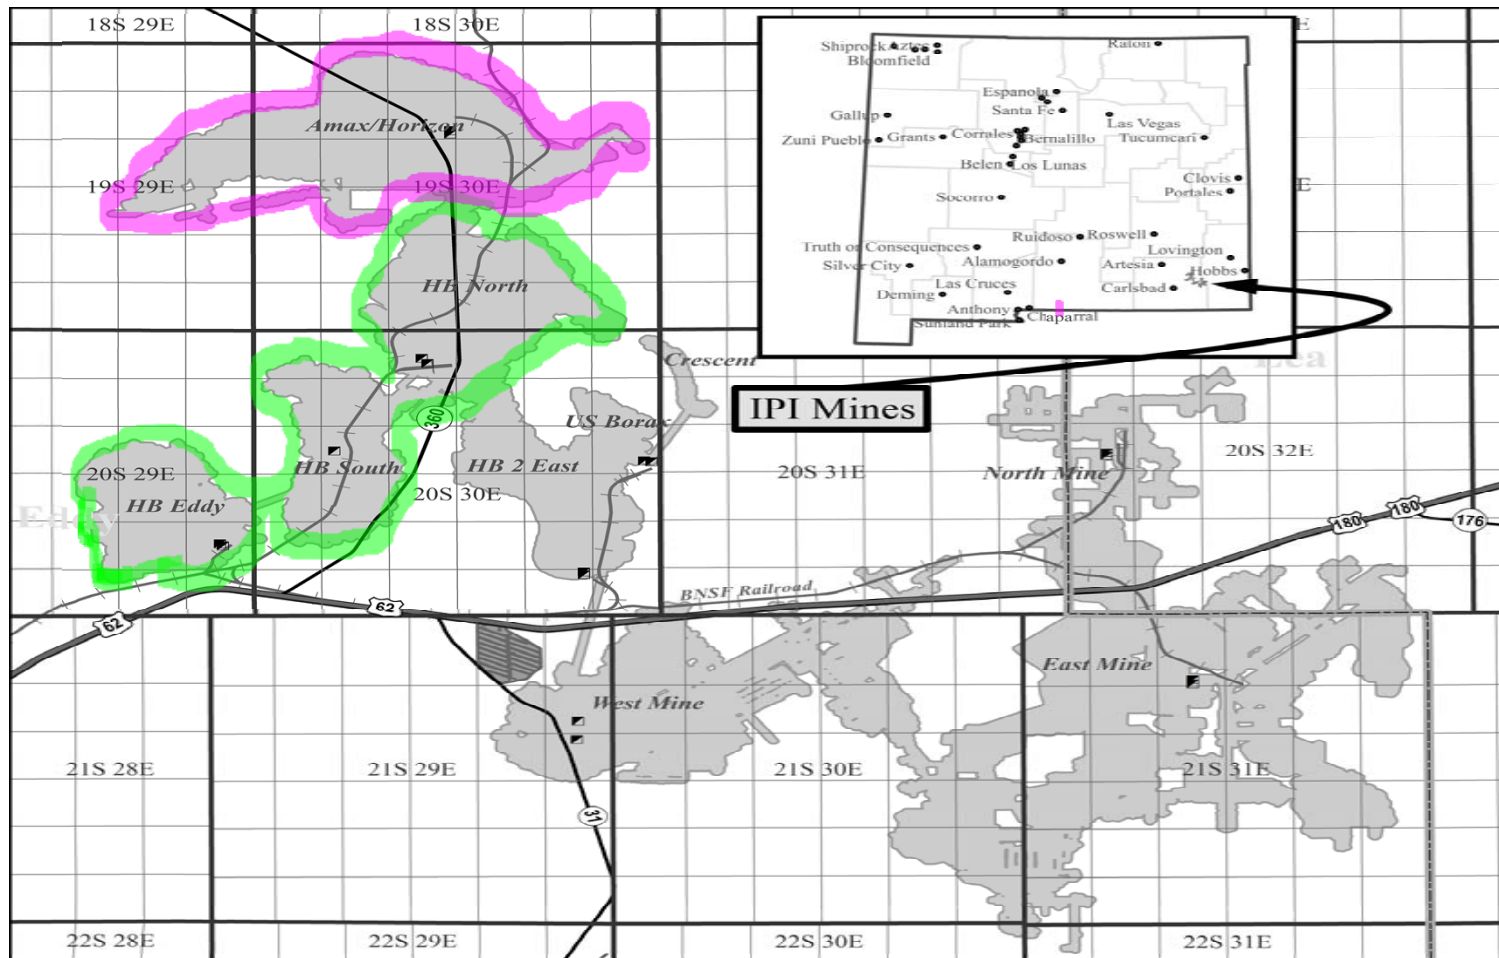 18S 29E
18S 30E
E
Shiprock
Aztec
Bloomfield
Raton
Espanola
Santa Fe
Gallup
Las Vegas
Zuni Pueblo
Grants
Corrales
Bernalillo
Tucumcari
Belen
Los Lunas
Clovis
Portales
Socorro
Ruidoso
Roswell
Truth or Consequences
Lovington
Silver City
Alamogordo
Artesia
Hobbs
Las Cruces
Carlsbad
Deming
Anthony
Chaparral
Sunland Park
Amax/Horizon
19S 29E
19S 30E
E
HB North
Crescent
Lea
IPI Mines
360
US Borax
20S 29E
HB South
HB 2 East
20S 31E
North Mine
20S 32E
20S 30E
HB Eddy
Eddy
180
180
176
BNSF Railroad
62
62
East Mine
West Mine
21S 28E
21S 29E
21S 30E
21S 31E
31
22S 28E
22S 29E
22S 30E
22S 31E